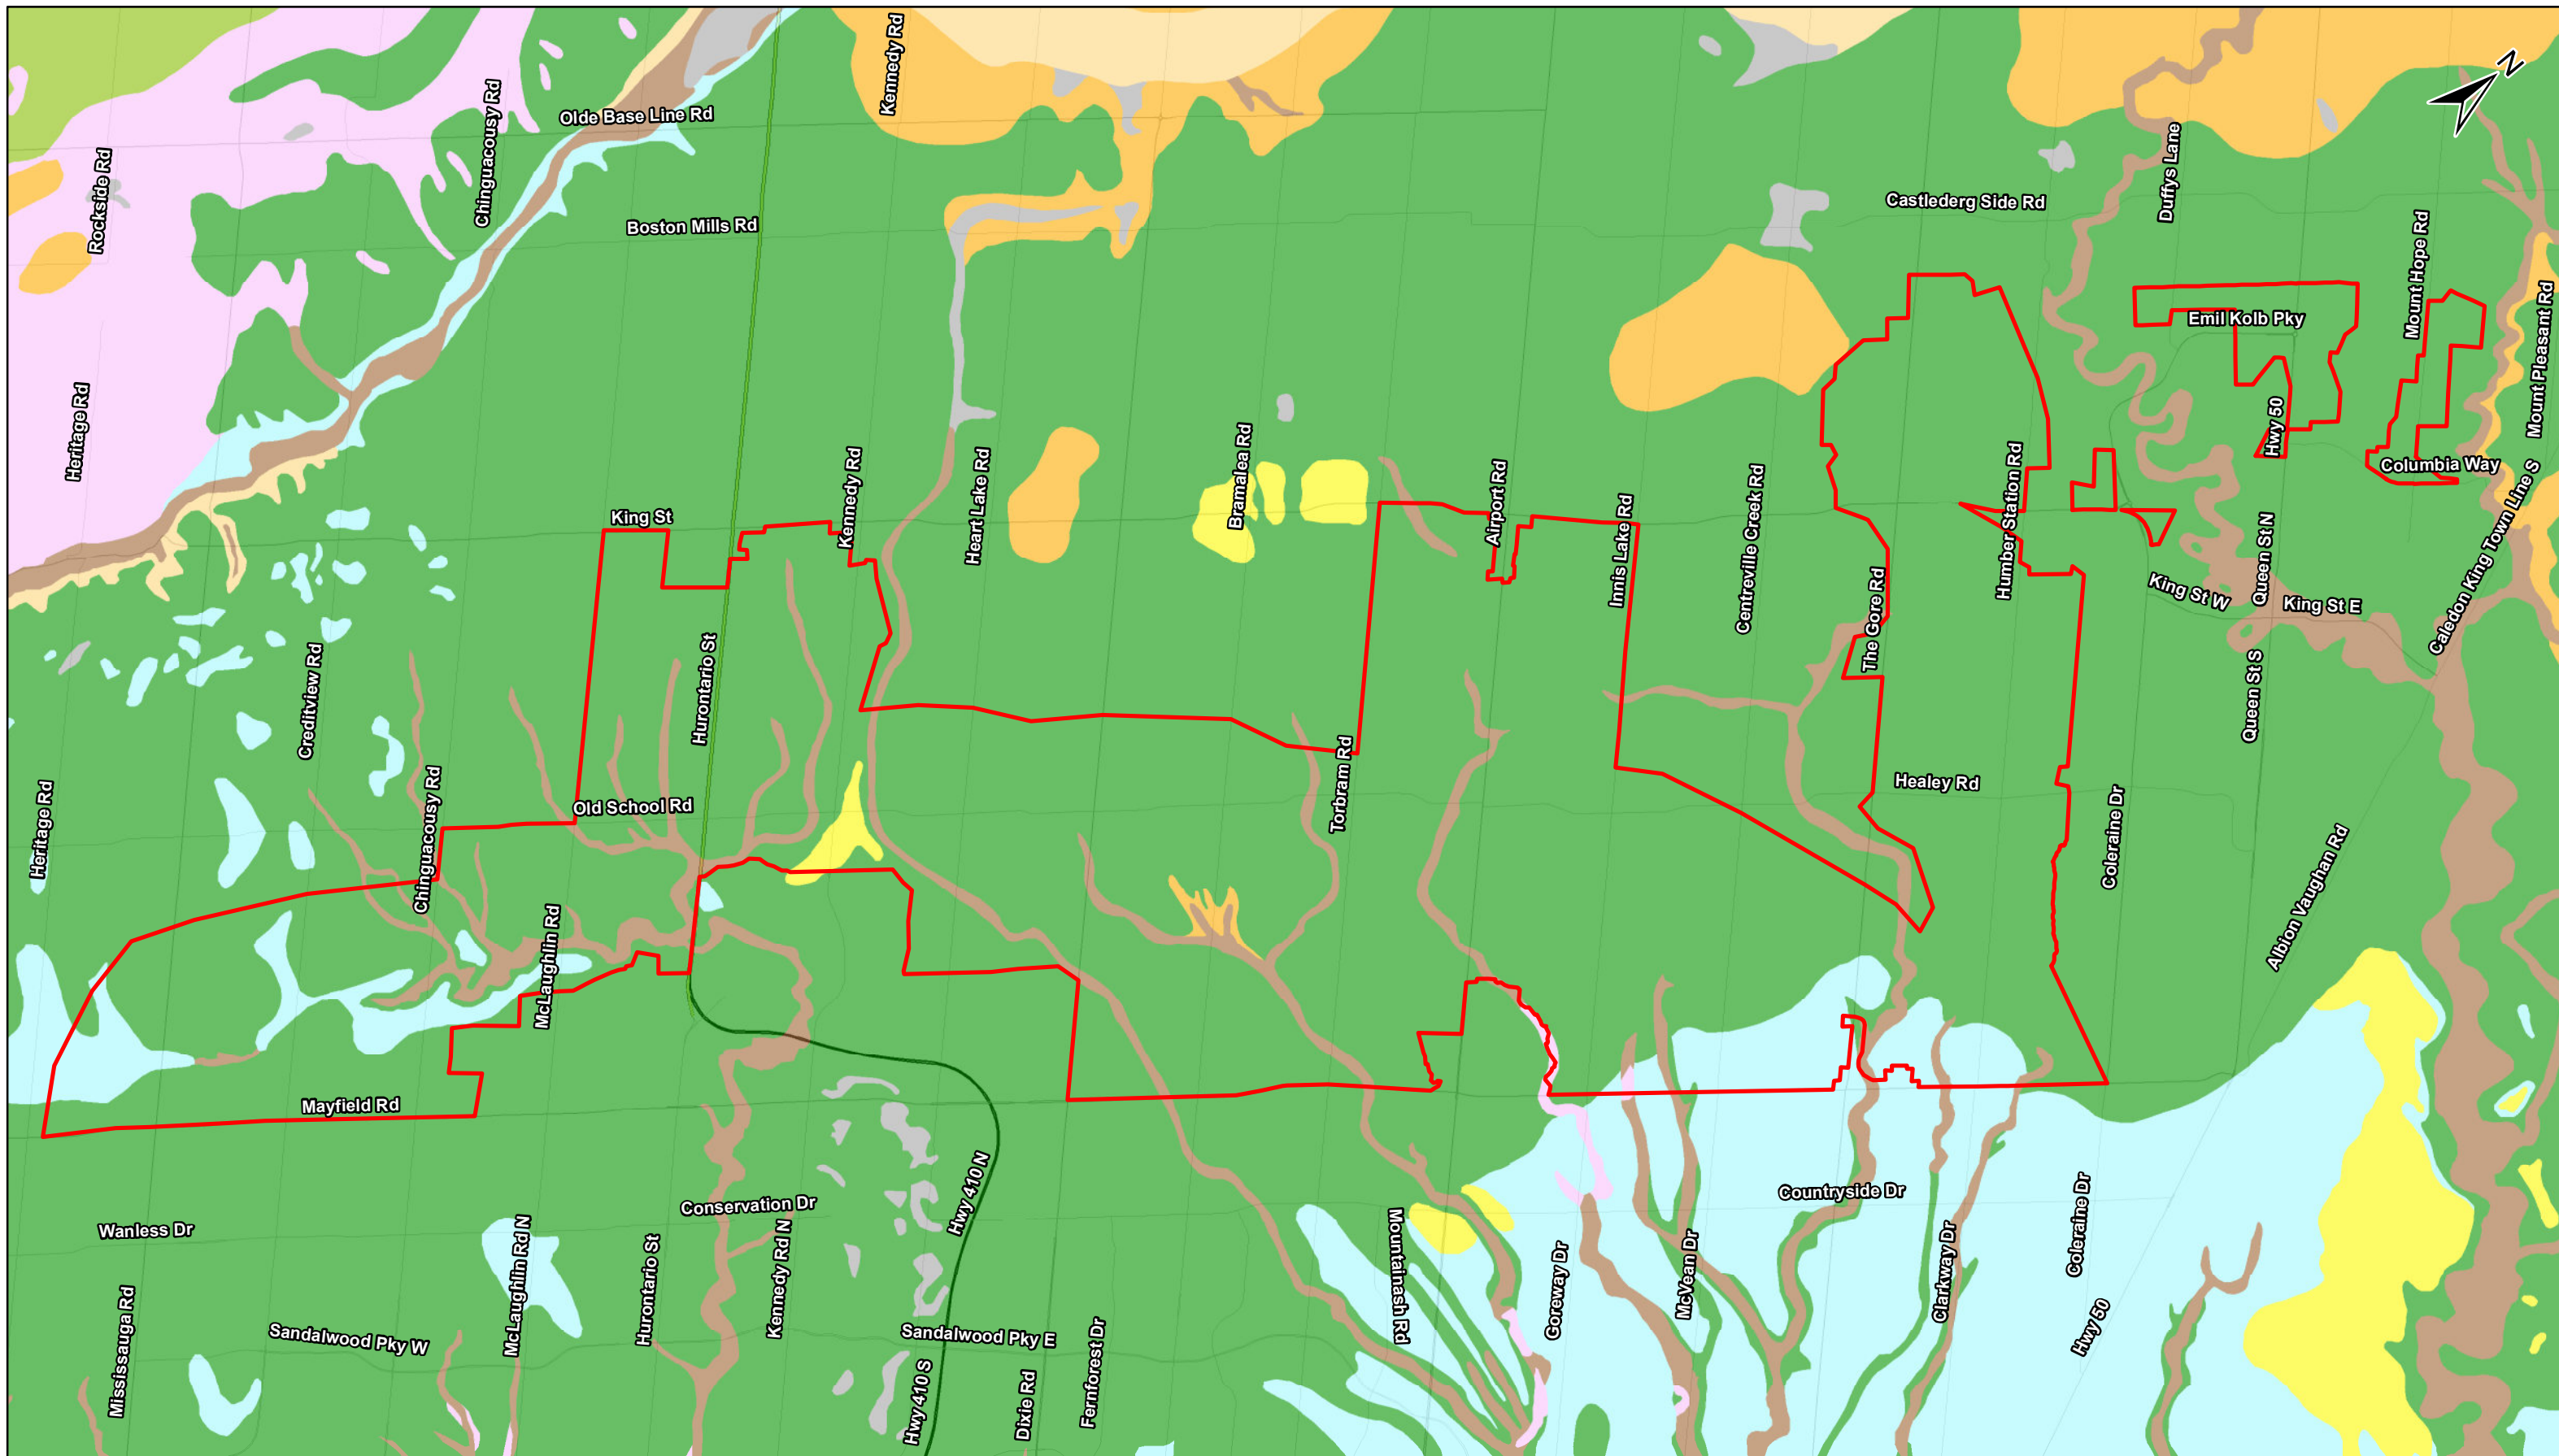 Kennedy Rd
N
Chinguacousy Rd
Olde Base Line Rd
Rockside Rd
Duffys Lane
Castlederg Side Rd
Boston Mills Rd
Mount Hope Rd
Mount Pleasant Rd
Emil Kolb Pky
Heritage Rd
Hwy 50
Bramalea Rd
Kennedy Rd
Heart Lake Rd
Airport Rd
Centreville Creek Rd
Humber Station Rd
Columbia Way
King St
Innis Lake Rd
Queen St N
Caledon King Town Line S
King St W
King St E
The Gore Rd
Creditview Rd
Hurontario St
Queen St S
Torbram Rd
Healey Rd
Chinguacousy Rd
Old School Rd
Heritage Rd
Coleraine Dr
Albion Vaughan Rd
McLaughlin Rd
Mayfield Rd
Hwy 410 N
Conservation Dr
Countryside Dr
Wanless Dr
McLaughlin Rd N
Hurontario St
Kennedy Rd N
Mountainash Rd
Goreway Dr
McVean Dr
Clarkway Dr
Coleraine Dr
Hwy 50
Mississauga Rd
Sandalwood Pky W
Sandalwood Pky E
Hwy 410 S
Dixie Rd
Fernforest Dr